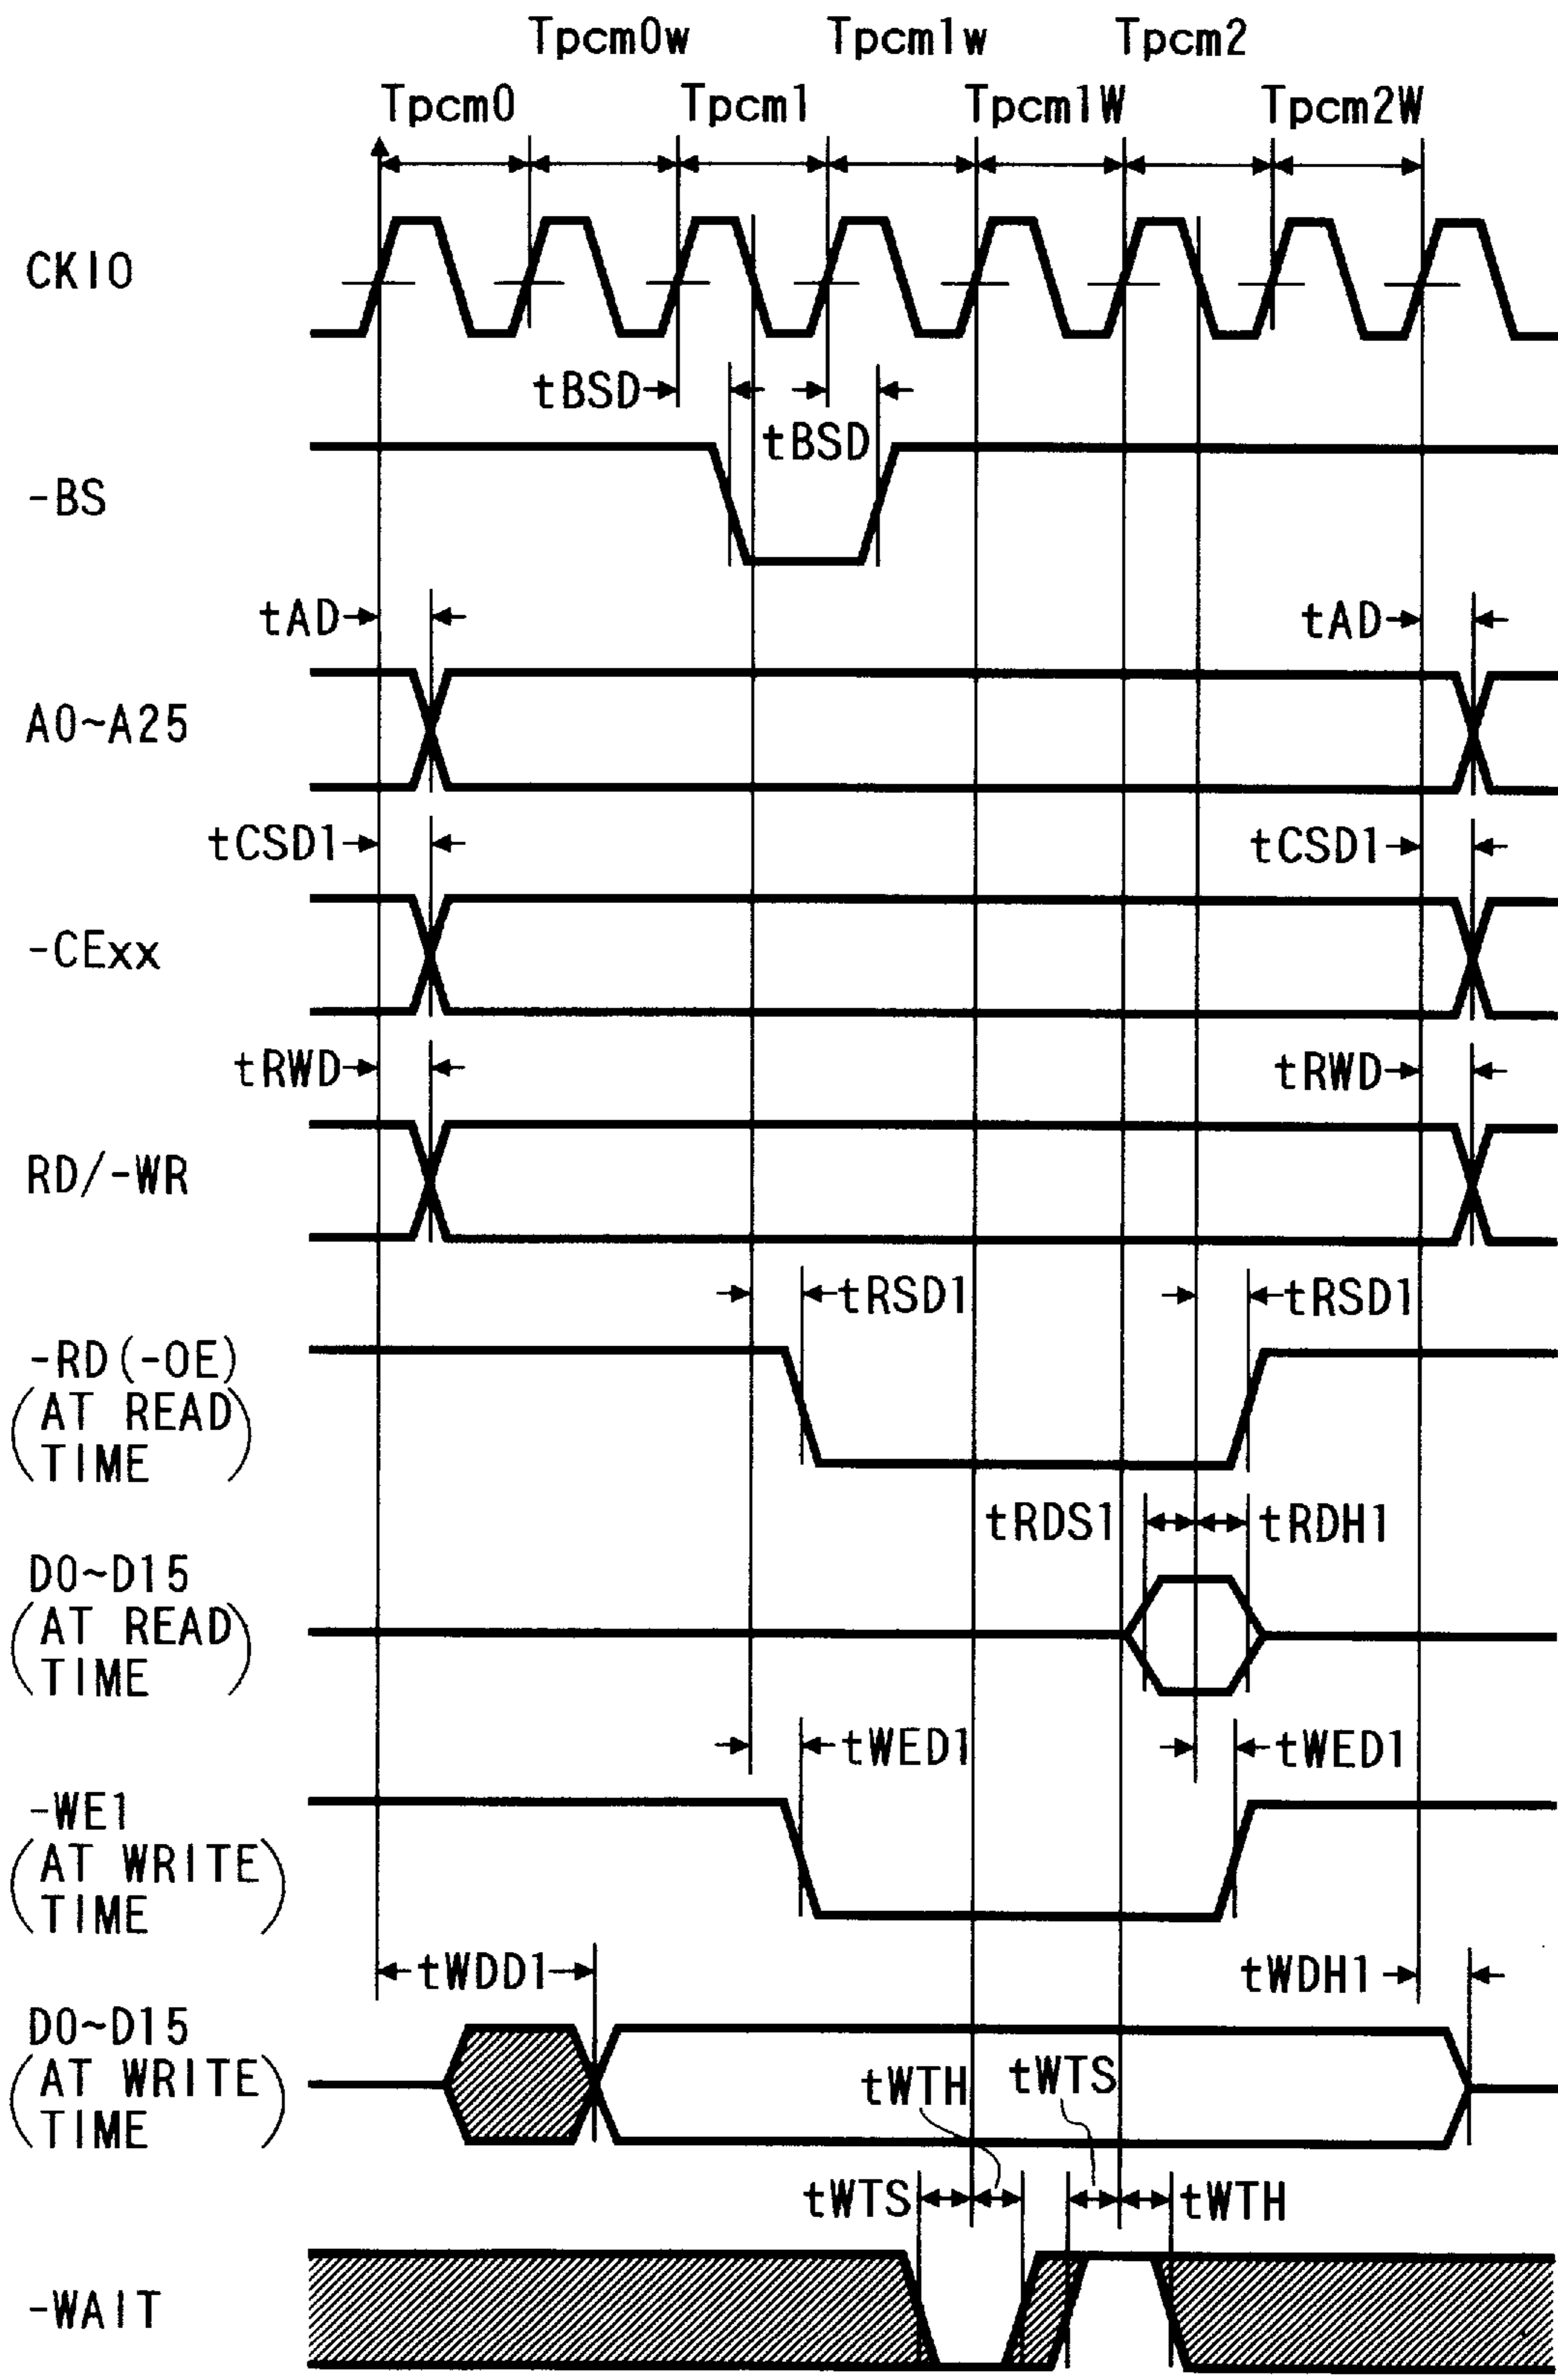 Tpcm0w Tpcm1w Tpcm2
Tpcm0 Tpcm1 Tpcm1W Tpcm2W
CKIO
tBSD
tBSD
-BS
tAD tAD
A0~A25
tCSD1 tCSD1
-CExx
tRWD tRWD
RD/-WR
tRSD1 tRSD1
-RD(-OE)
(AT READ
TIME)
tRDS1 tRDH1
D0~D15
(AT READ
TIME)
tWED1 tWED1
-WE1
(AT WRITE
TIME)
tWDD1 tWDH1
D0~D15
(AT WRITE
TIME)
tWTH tWTS
tWTS tWTH
-WAIT